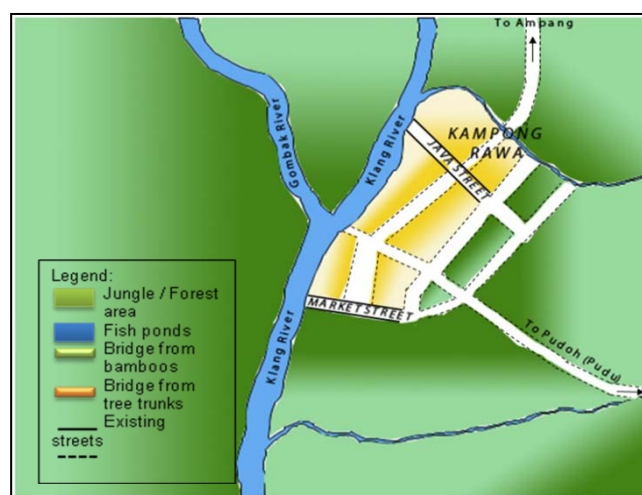 To Ampang
KAMPONG
RAWA
JAVA STREET
Gombak River
Klang River
MARKET STREET
Klang River
To Pudoh (Pudu)
Legend:
Jungle / Forest
area
Fish ponds
Bridge from
bamboos
Bridge from
tree trunks
Existing
streets